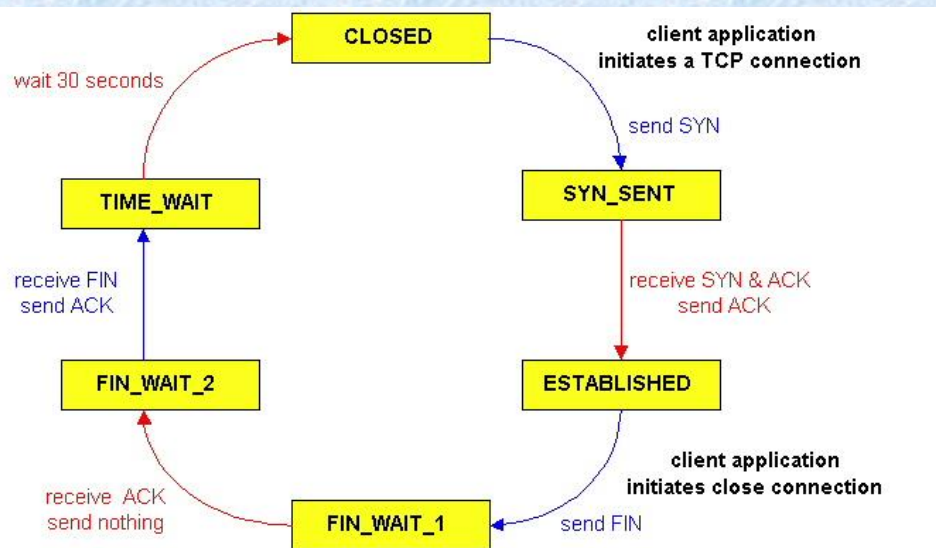 CLOSED
client application
initiates a TCP connection
wait 30 seconds
send SYN
TIME_WAIT
SYN_SENT
receive FIN
send ACK
receive SYN & ACK
send ACK
FIN_WAIT_2
ESTABLISHED
client application
initiates close connection
receive ACK
send nothing
FIN_WAIT_1
send FIN